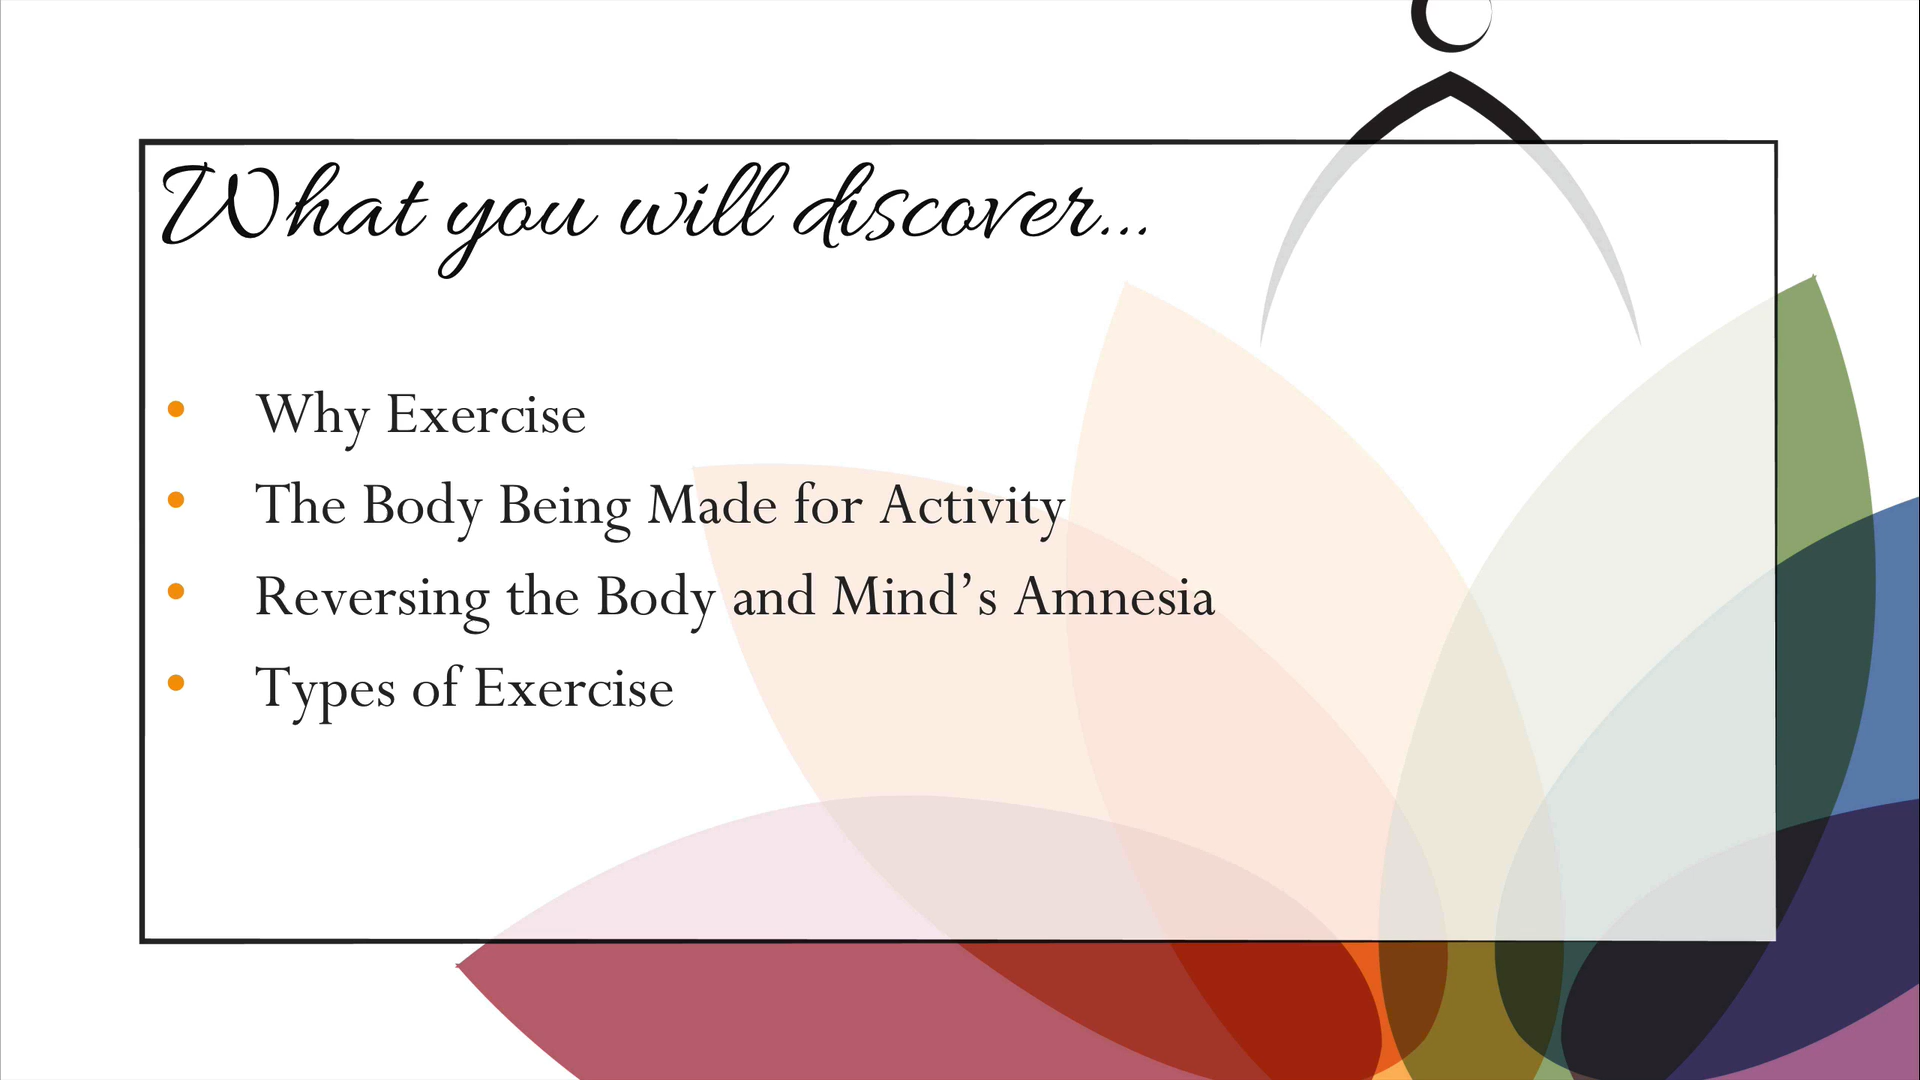 What you will discover...
• Why Exercise
• The Body Being Made for Activity
• Reversing the Body and Mind’s Amnesia
• Types of Exercise